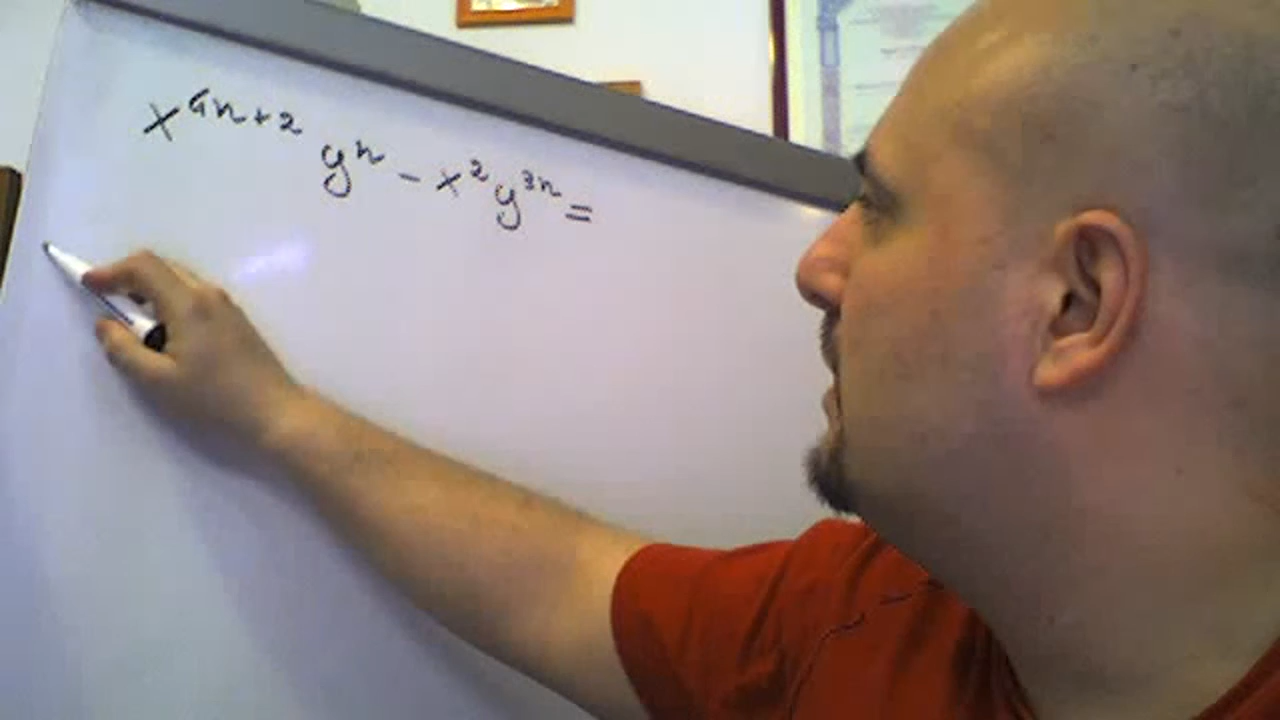 x^{4n+2} y^n - x^2 y^{3n} =